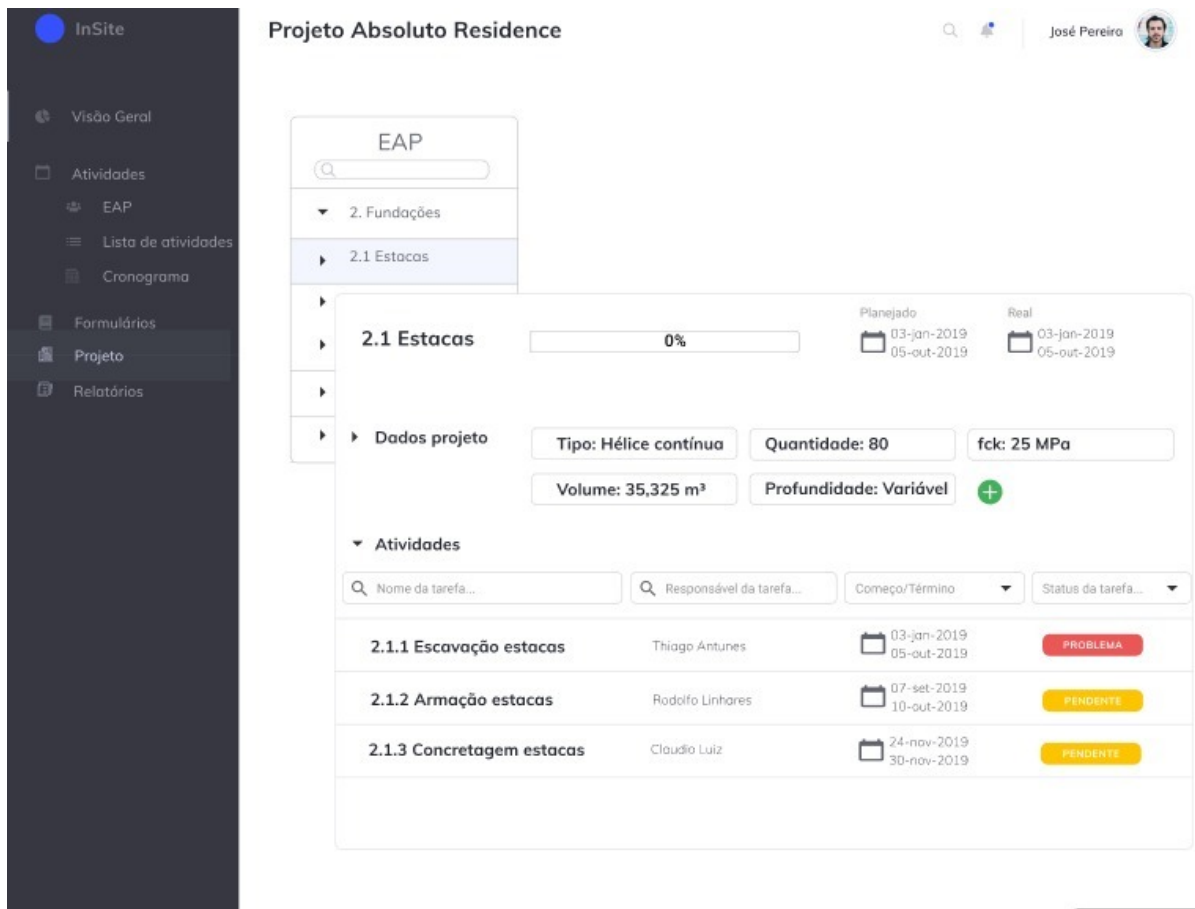 InSite
Projeto Absoluto Residence
José Pereira
Visão Geral
Atividades
EAP
Lista de atividades
Cronograma
Formulários
Projeto
Relatórios
EAP
2. Fundações
2.1 Estacas
2.1 Estacas
0%
Planejado
03-jan-2019
05-out-2019
Real
03-jan-2019
05-out-2019
Dados projeto
Tipo: Hélice contínua
Quantidade: 80
fck: 25 MPa
Volume: 35,325 m³
Profundidade: Variável
Atividades
Nome da tarefa...
Responsável da tarefa...
Começo/Término
Status da tarefa...
2.1.1 Escavação estacas
Thiago Antunes
03-jan-2019
05-out-2019
PROBLEMA
2.1.2 Armação estacas
Rodolfo Linhares
07-set-2019
10-out-2019
PENDENTE
2.1.3 Concretagem estacas
Claudio Luiz
24-nov-2019
30-nov-2019
PENDENTE